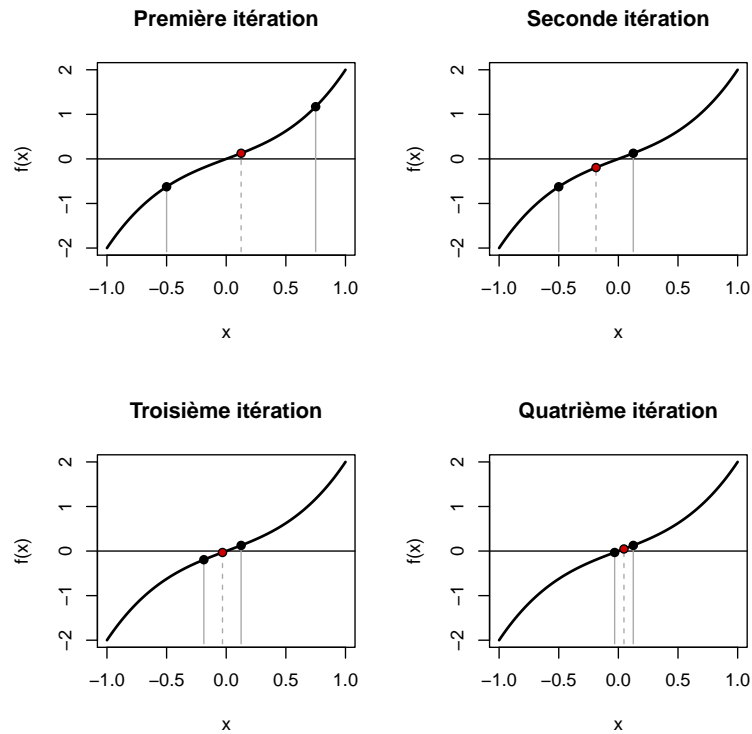 Première itération
f(x)
2
1
0
−1
−2
−1.0 −0.5 0.0 0.5 1.0
x
Seconde itération
f(x)
2
1
0
−1
−2
−1.0 −0.5 0.0 0.5 1.0
x
Troisième itération
f(x)
2
1
0
−1
−2
−1.0 −0.5 0.0 0.5 1.0
x
Quatrième itération
f(x)
2
1
0
−1
−2
−1.0 −0.5 0.0 0.5 1.0
x